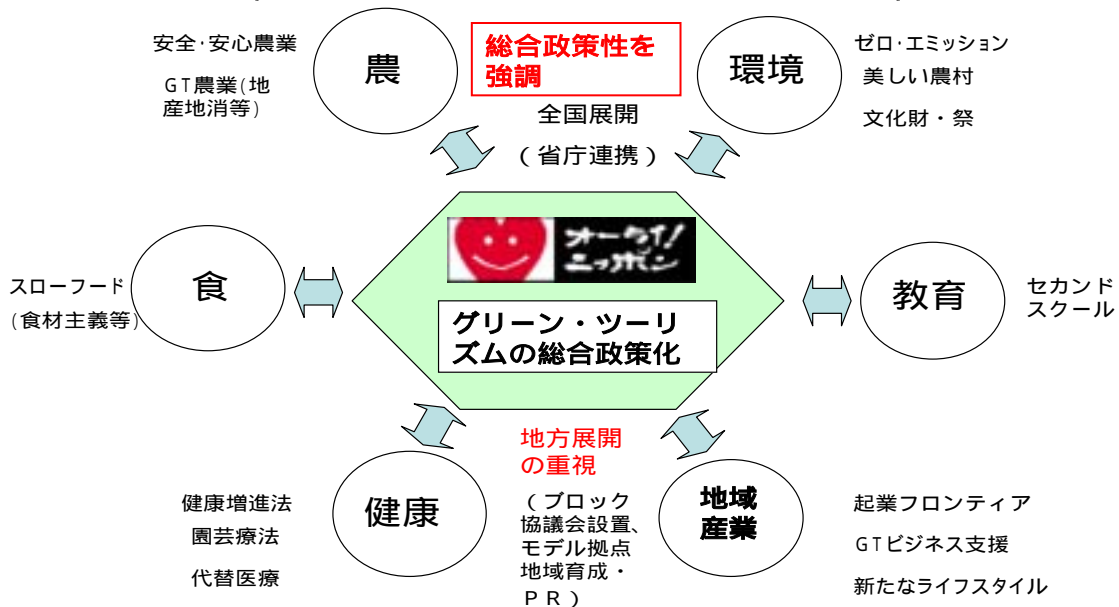 安全・安心農業
GT農業(地
産地消等)
農
総合政策性を
強調
全国展開
(省庁連携)
環境
ゼロ・エミッション
美しい農村
文化財・祭
スローフード
(食材主義等)
食
オーライ!
ニッポン
グリーン・ツーリ
ズムの総合政策化
教育
セカンド
スクール
健康増進法
園芸療法
代替医療
健康
地方展開
の重視
(ブロック
協議会設置、
モデル拠点
地域育成・
PR)
地域
産業
起業フロンティア
GTビジネス支援
新たなライフスタイル